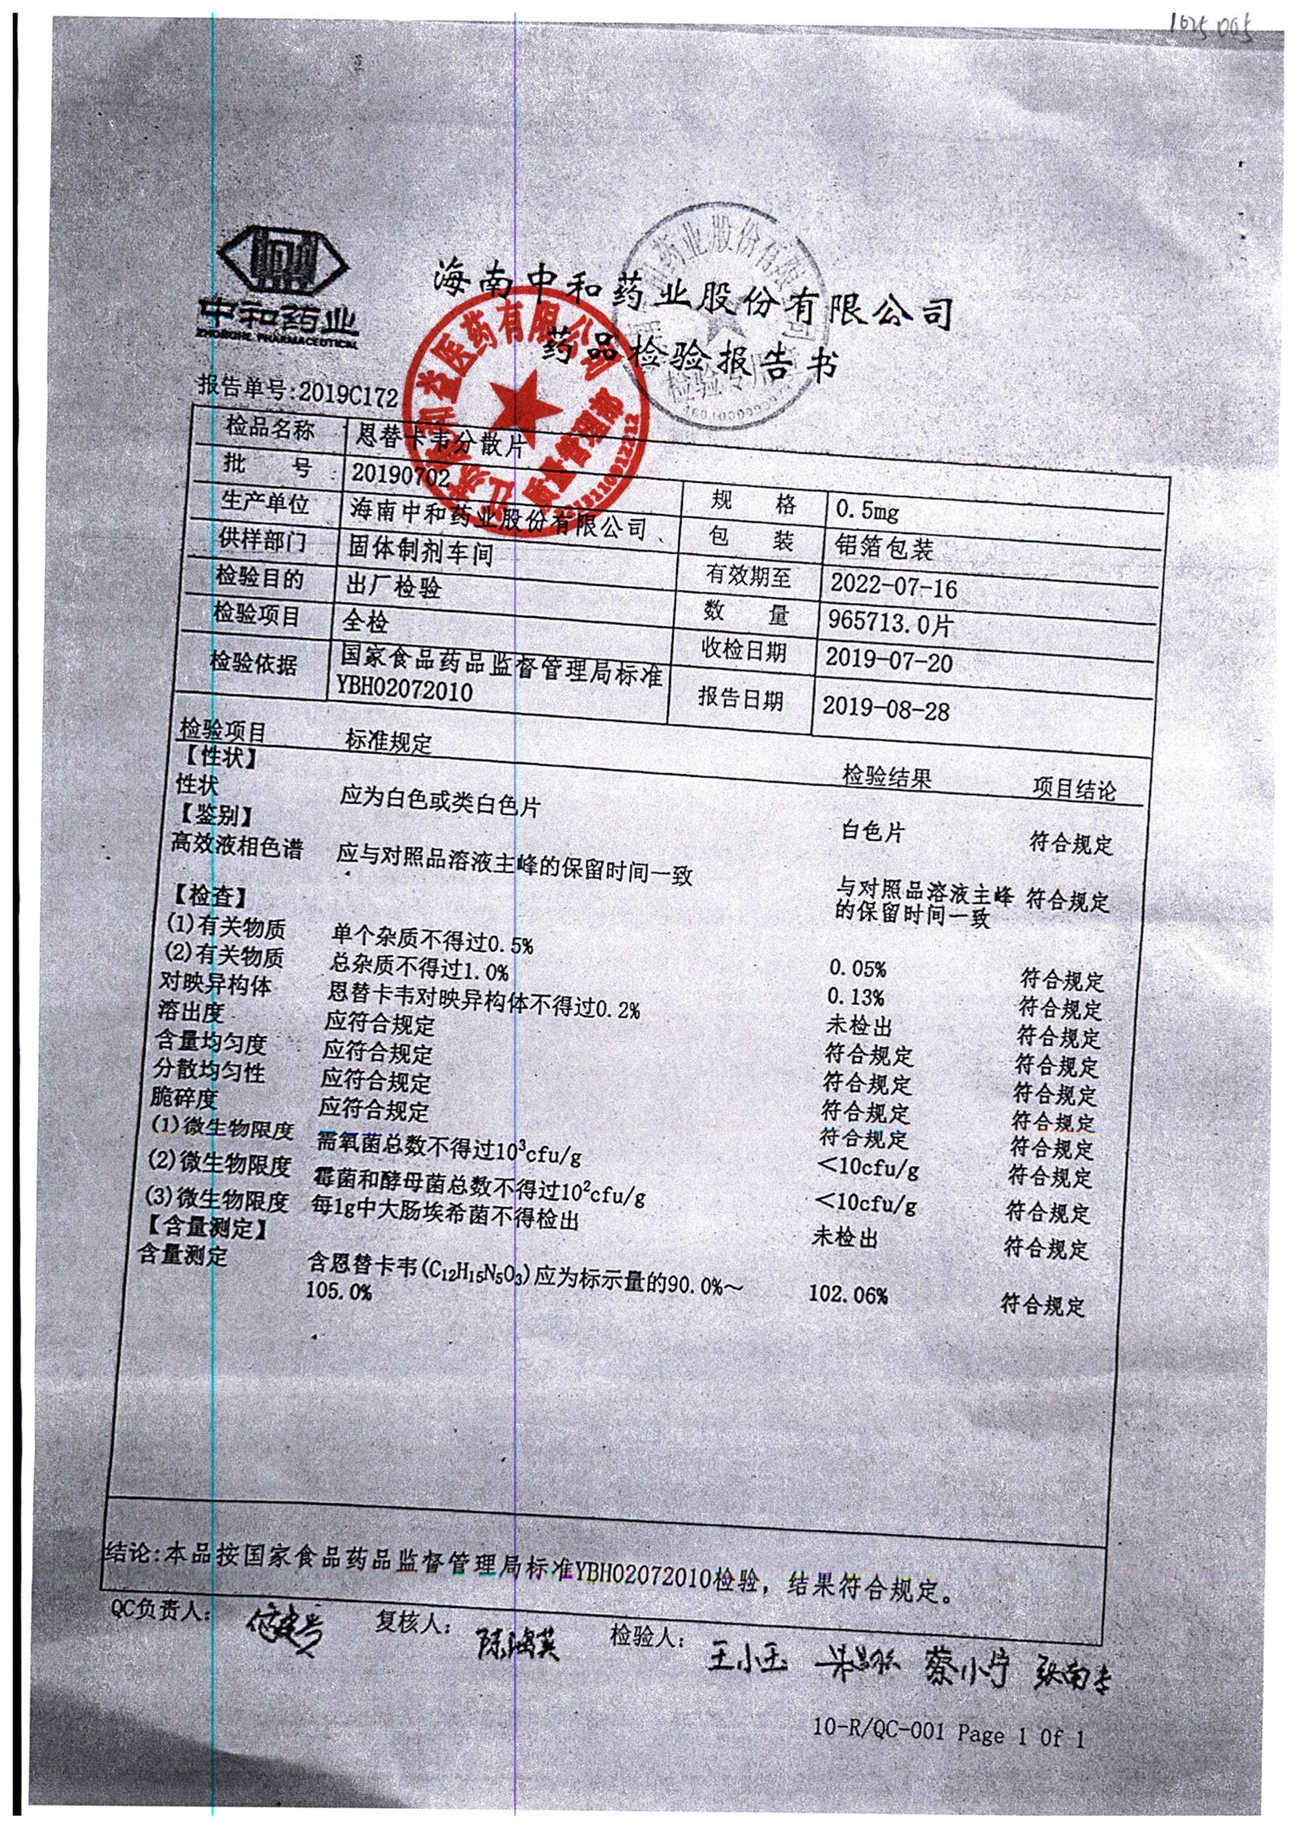 1625005
中和药业
ZHONGHE PHARMACEUTICAL
海南中和药业股份有限公司
药品检验报告书
检验专用
医药有限公司
质量管理部
报告单号:2019C172
检品名称 恩替卡韦分散片
批 号 20190702 规 格 0.5mg
生产单位 海南中和药业股份有限公司 包 装 铝箔包装
供样部门 固体制剂车间 有效期至 2022-07-16
检验目的 出厂检验 数 量 965713.0片
检验项目 全检 收检日期 2019-07-20
检验依据 国家食品药品监督管理局标准 报告日期 2019-08-28
YBH02072010
检验项目 标准规定 检验结果 项目结论
【性状】
性状 应为白色或类白色片 白色片 符合规定
【鉴别】
高效液相色谱 应与对照品溶液主峰的保留时间一致 与对照品溶液主峰 符合规定
的保留时间一致
【检查】
(1)有关物质 单个杂质不得过0.5% 0.05% 符合规定
(2)有关物质 总杂质不得过1.0% 0.13% 符合规定
对映异构体 恩替卡韦对映异构体不得过0.2% 未检出 符合规定
溶出度 应符合规定 符合规定 符合规定
含量均匀度 应符合规定 符合规定 符合规定
分散均匀性 应符合规定 符合规定 符合规定
脆碎度 应符合规定 符合规定 符合规定
(1)微生物限度 需氧菌总数不得过10³cfu/g <10cfu/g 符合规定
(2)微生物限度 霉菌和酵母菌总数不得过10²cfu/g <10cfu/g 符合规定
(3)微生物限度 每1g中大肠埃希菌不得检出 未检出 符合规定
【含量测定】
含量测定 含恩替卡韦(C₁₂H₁₅N₅O₃)应为标示量的90.0%～ 102.06% 符合规定
105.0%
结论:本品按国家食品药品监督管理局标准YBH02072010检验，结果符合规定。
QC负责人: 复核人: 陈海英 检验人: 王小玉 蔡小宁
10-R/QC-001 Page 1 Of 1